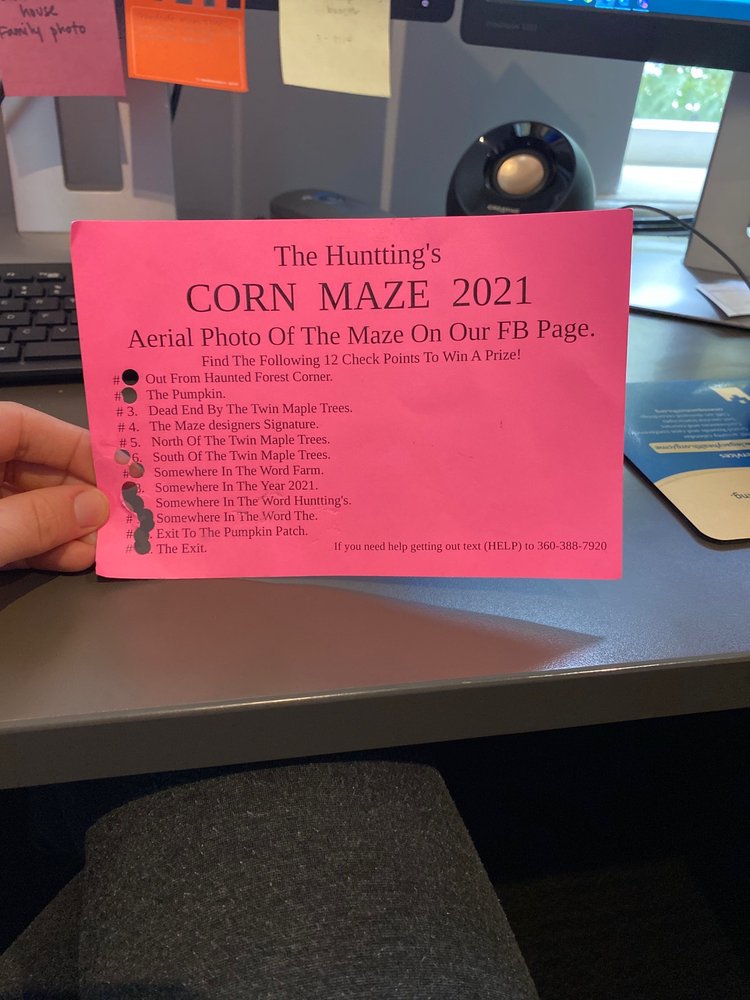 house
Family photo
CREATIVE
The Huntting's
CORN MAZE 2021
Aerial Photo Of The Maze On Our FB Page.
Find The Following 12 Check Points To Win A Prize!
# Out From Haunted Forest Corner.
# The Pumpkin.
# 3. Dead End By The Twin Maple Trees.
# 4. The Maze designers Signature.
# 5. North Of The Twin Maple Trees.
6. South Of The Twin Maple Trees.
# Somewhere In The Word Farm.
Somewhere In The Year 2021.
Somewhere In The Word Huntting's.
# Somewhere In The Word The.
# . Exit To The Pumpkin Patch.
# The Exit.
If you need help getting out text (HELP) to 360-388-7920